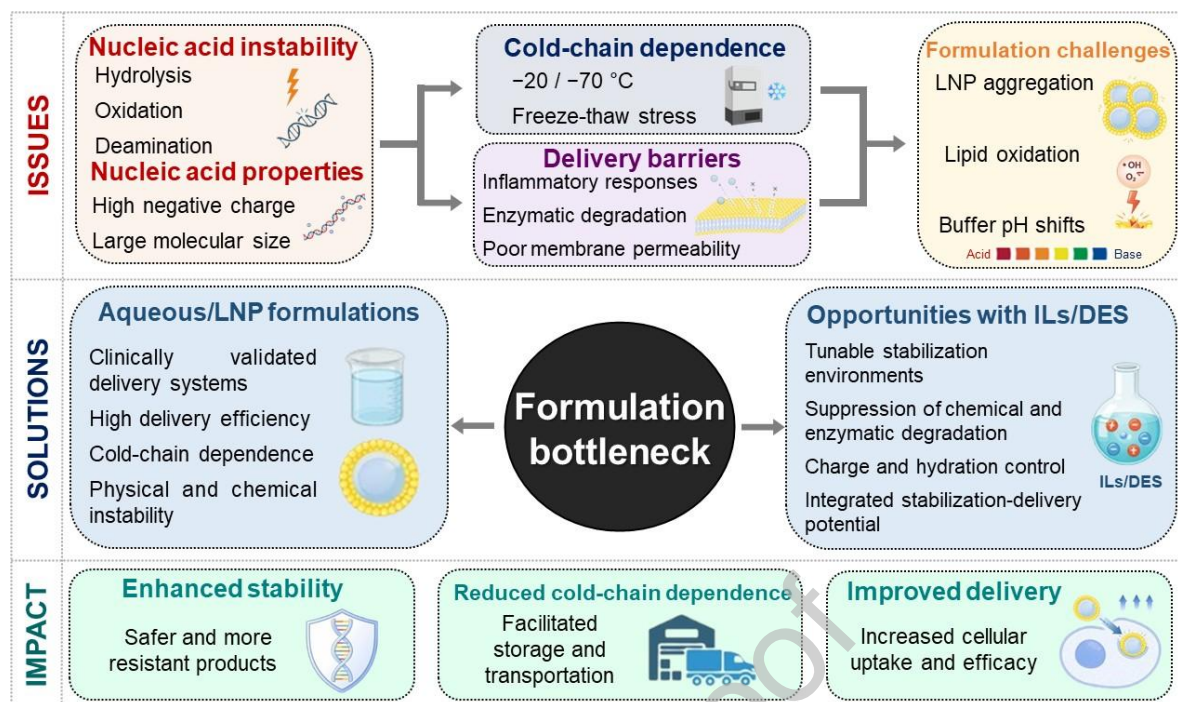 ISSUES
Nucleic acid instability
Hydrolysis
Oxidation
Deamination
Nucleic acid properties
High negative charge
Large molecular size
Cold-chain dependence
−20 / −70 °C
Freeze-thaw stress
Delivery barriers
Inflammatory responses
Enzymatic degradation
Poor membrane permeability
Formulation challenges
LNP aggregation
Lipid oxidation
•OH
Buffer pH shifts
Acid
Base
SOLUTIONS
Aqueous/LNP formulations
Clinically validated
delivery systems
High delivery efficiency
Cold-chain dependence
Physical and chemical
instability
Formulation
bottleneck
Opportunities with ILs/DES
Tunable stabilization
environments
Suppression of chemical and
enzymatic degradation
Charge and hydration control
Integrated stabilization-delivery
potential
ILs/DES
IMPACT
Enhanced stability
Safer and more
resistant products
Reduced cold-chain dependence
Facilitated
storage and
transportation
Improved delivery
Increased cellular
uptake and efficacy